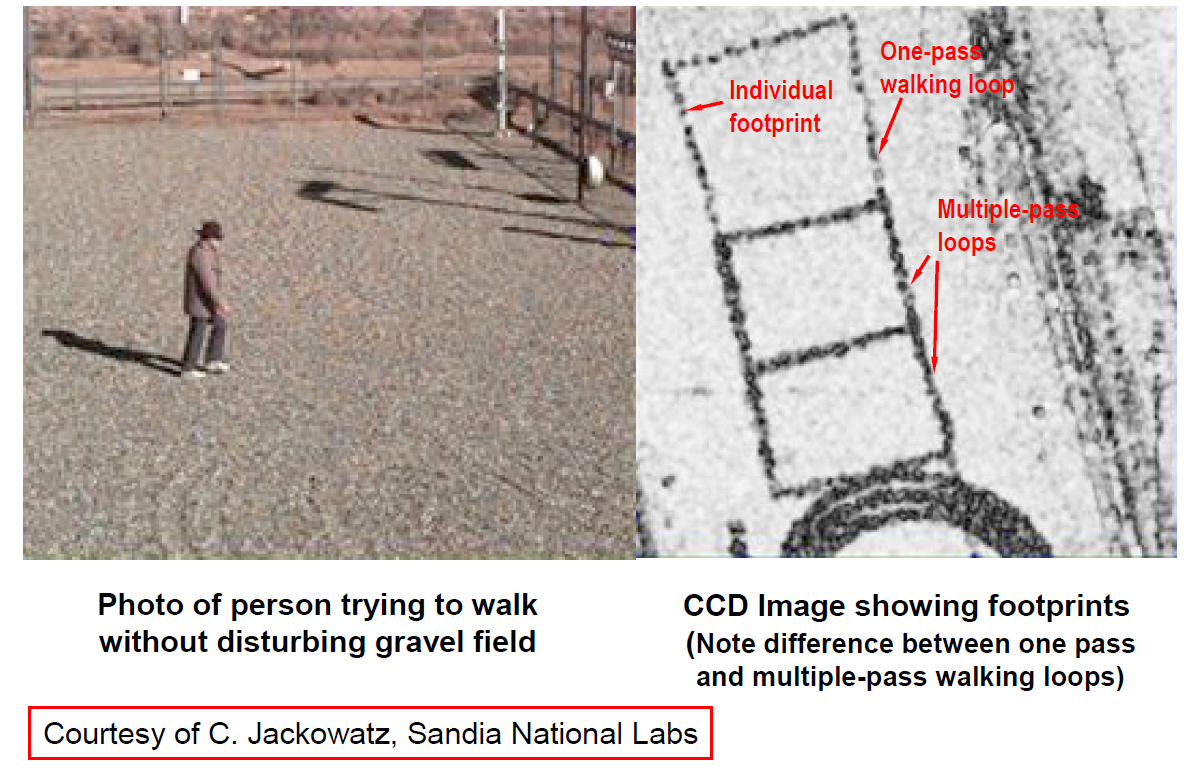 Individual
footprint
One-pass
walking loop
Multiple-pass
loops
Photo of person trying to walk
without disturbing gravel field
CCD Image showing footprints
(Note difference between one pass
and multiple-pass walking loops)
Courtesy of C. Jackowatz, Sandia National Labs